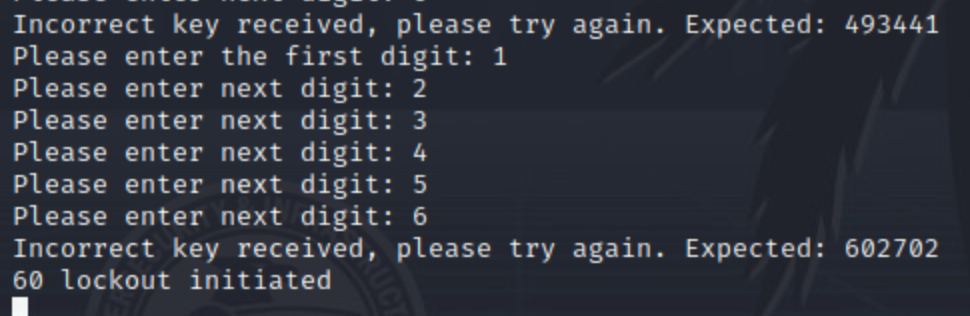 Incorrect key received, please try again. Expected: 493441
Please enter the first digit: 1
Please enter next digit: 2
Please enter next digit: 3
Please enter next digit: 4
Please enter next digit: 5
Please enter next digit: 6
Incorrect key received, please try again. Expected: 602702
60 lockout initiated